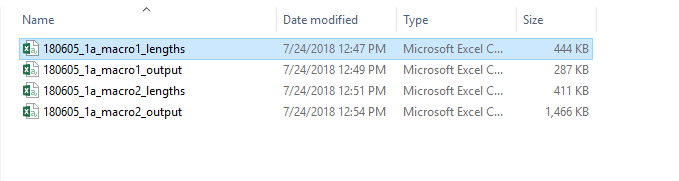 Name Date modified Type Size
180605_1a_macro1_lengths 7/24/2018 12:47 PM Microsoft Excel C... 444 KB
180605_1a_macro1_output 7/24/2018 12:49 PM Microsoft Excel C... 287 KB
180605_1a_macro2_lengths 7/24/2018 12:51 PM Microsoft Excel C... 411 KB
180605_1a_macro2_output 7/24/2018 12:54 PM Microsoft Excel C... 1,466 KB